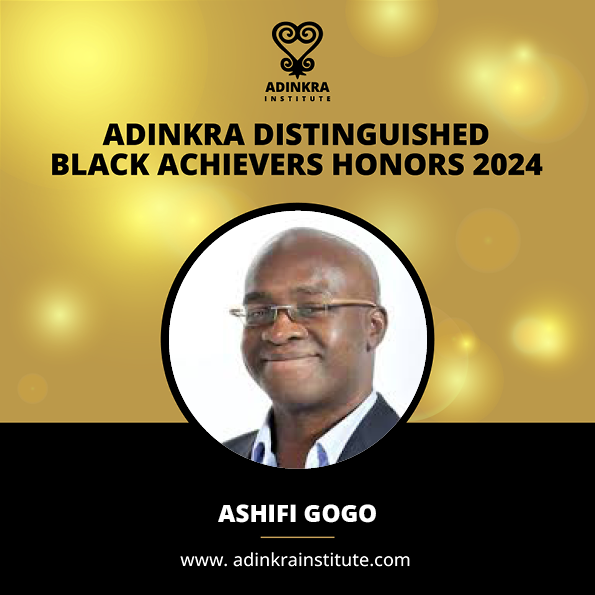 ADINKRA
INSTITUTE
ADINKRA DISTINGUISHED
BLACK ACHIEVERS HONORS 2024
ASHIFI GOGO
www. adinkrainstitute.com